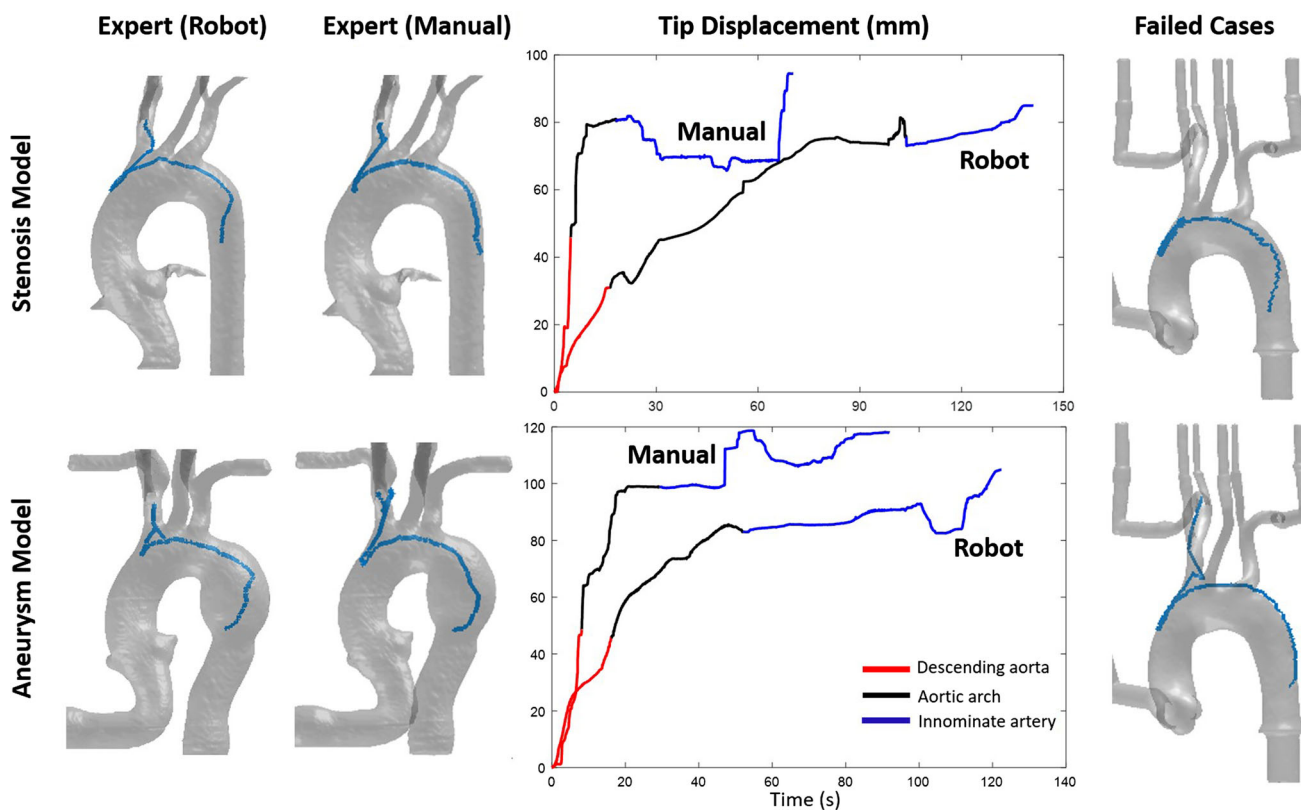 Expert (Robot)
Expert (Manual)
Tip Displacement (mm)
Failed Cases
Stenosis Model
100
80
60
40
20
0
Manual
Robot
0 30 60 90 120 150
Aneurysm Model
120
100
80
60
40
20
0
Manual
Robot
Descending aorta
Aortic arch
Innominate artery
0 20 40 60 80 100 120 140
Time (s)